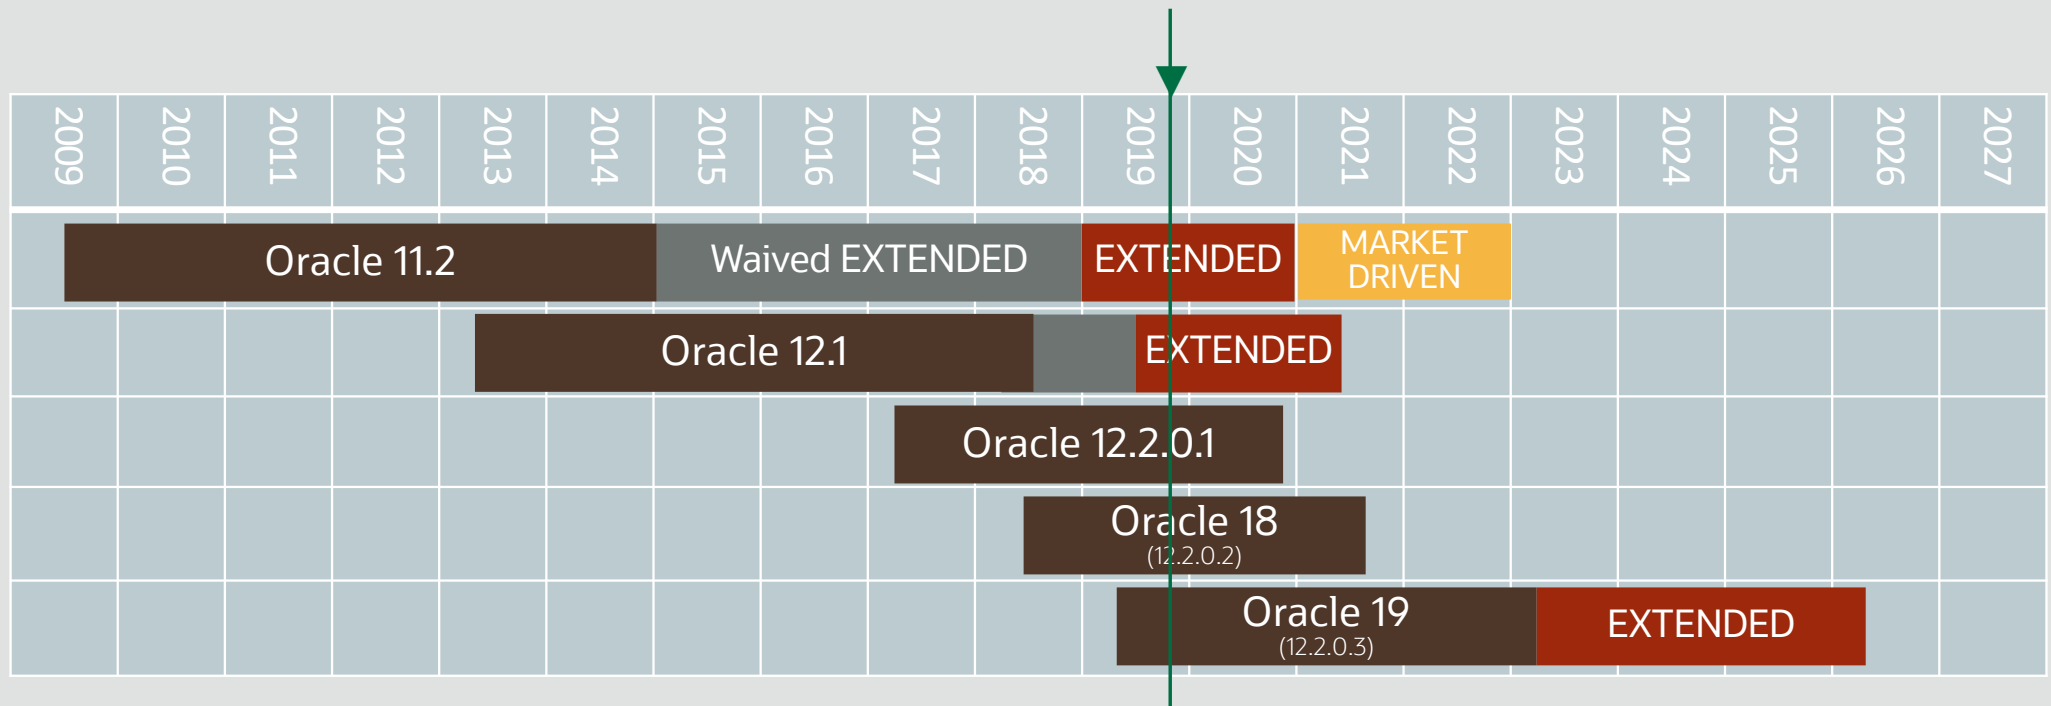 2009
2010
2011
2012
2013
2014
2015
2016
2017
2018
2019
2020
2021
2022
2023
2024
2025
2026
2027
Oracle 11.2
Waived EXTENDED
EXTENDED
MARKET
DRIVEN
Oracle 12.1
EXTENDED
Oracle 12.2.0.1
Oracle 18
(12.2.0.2)
Oracle 19
(12.2.0.3)
EXTENDED